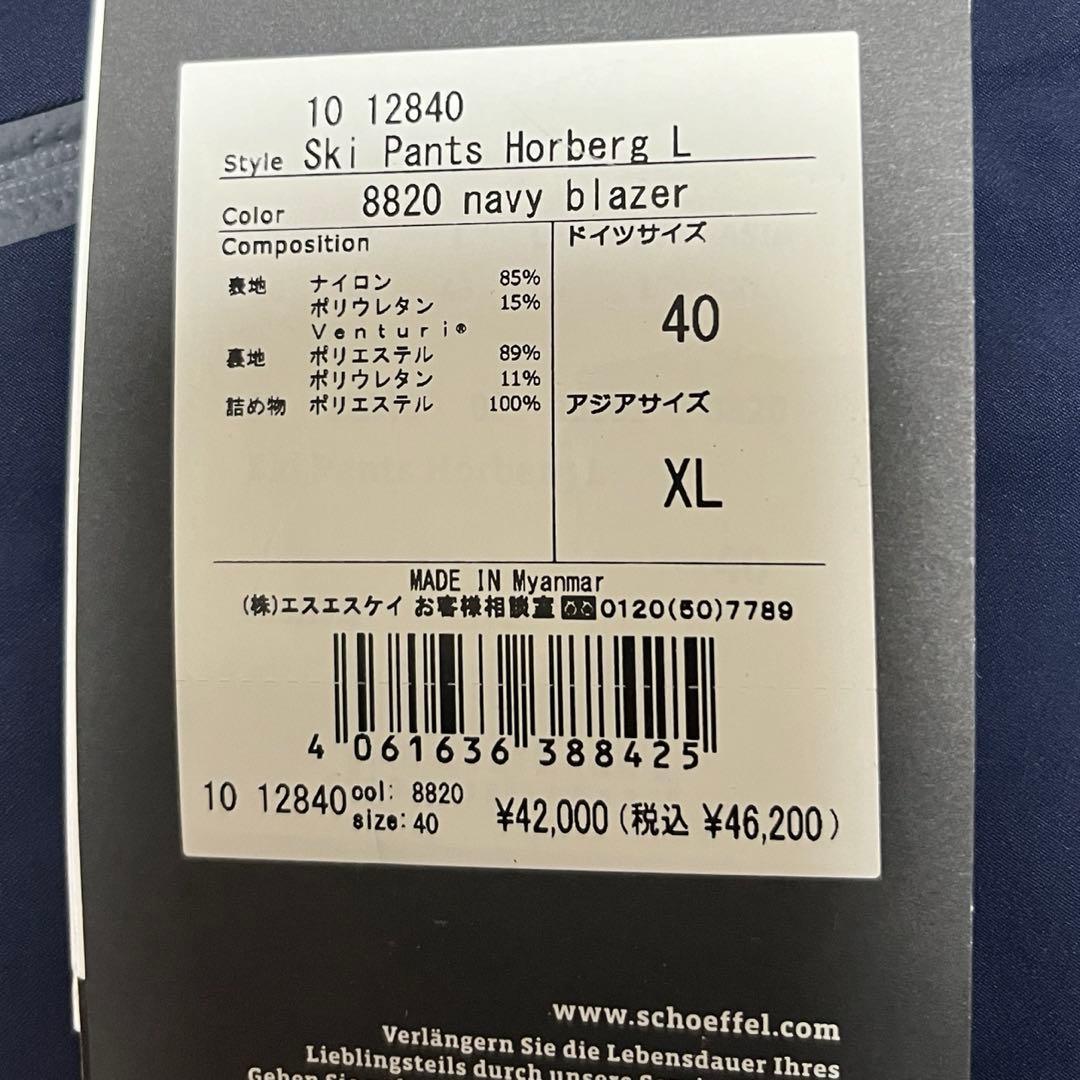 10 12840
Style Ski Pants Horberg L
Color 8820 navy blazer
Composition
表地 ナイロン 85%
ポリウレタン 15%
Venturi®
裏地 ポリエステル 89%
ポリウレタン 11%
詰め物 ポリエステル 100%
ドイツサイズ
40
アジアサイズ
XL
MADE IN Myanmar
(株)エスエスケイ お客様相談室 0120(50)7789
4 061636 388425
10 12840 col: 8820
size: 40
¥42,000(税込 ¥46,200)
www.schoeffel.com
Verlängern Sie die Lebensdauer Ihres
Lieblingsteils durch unsere